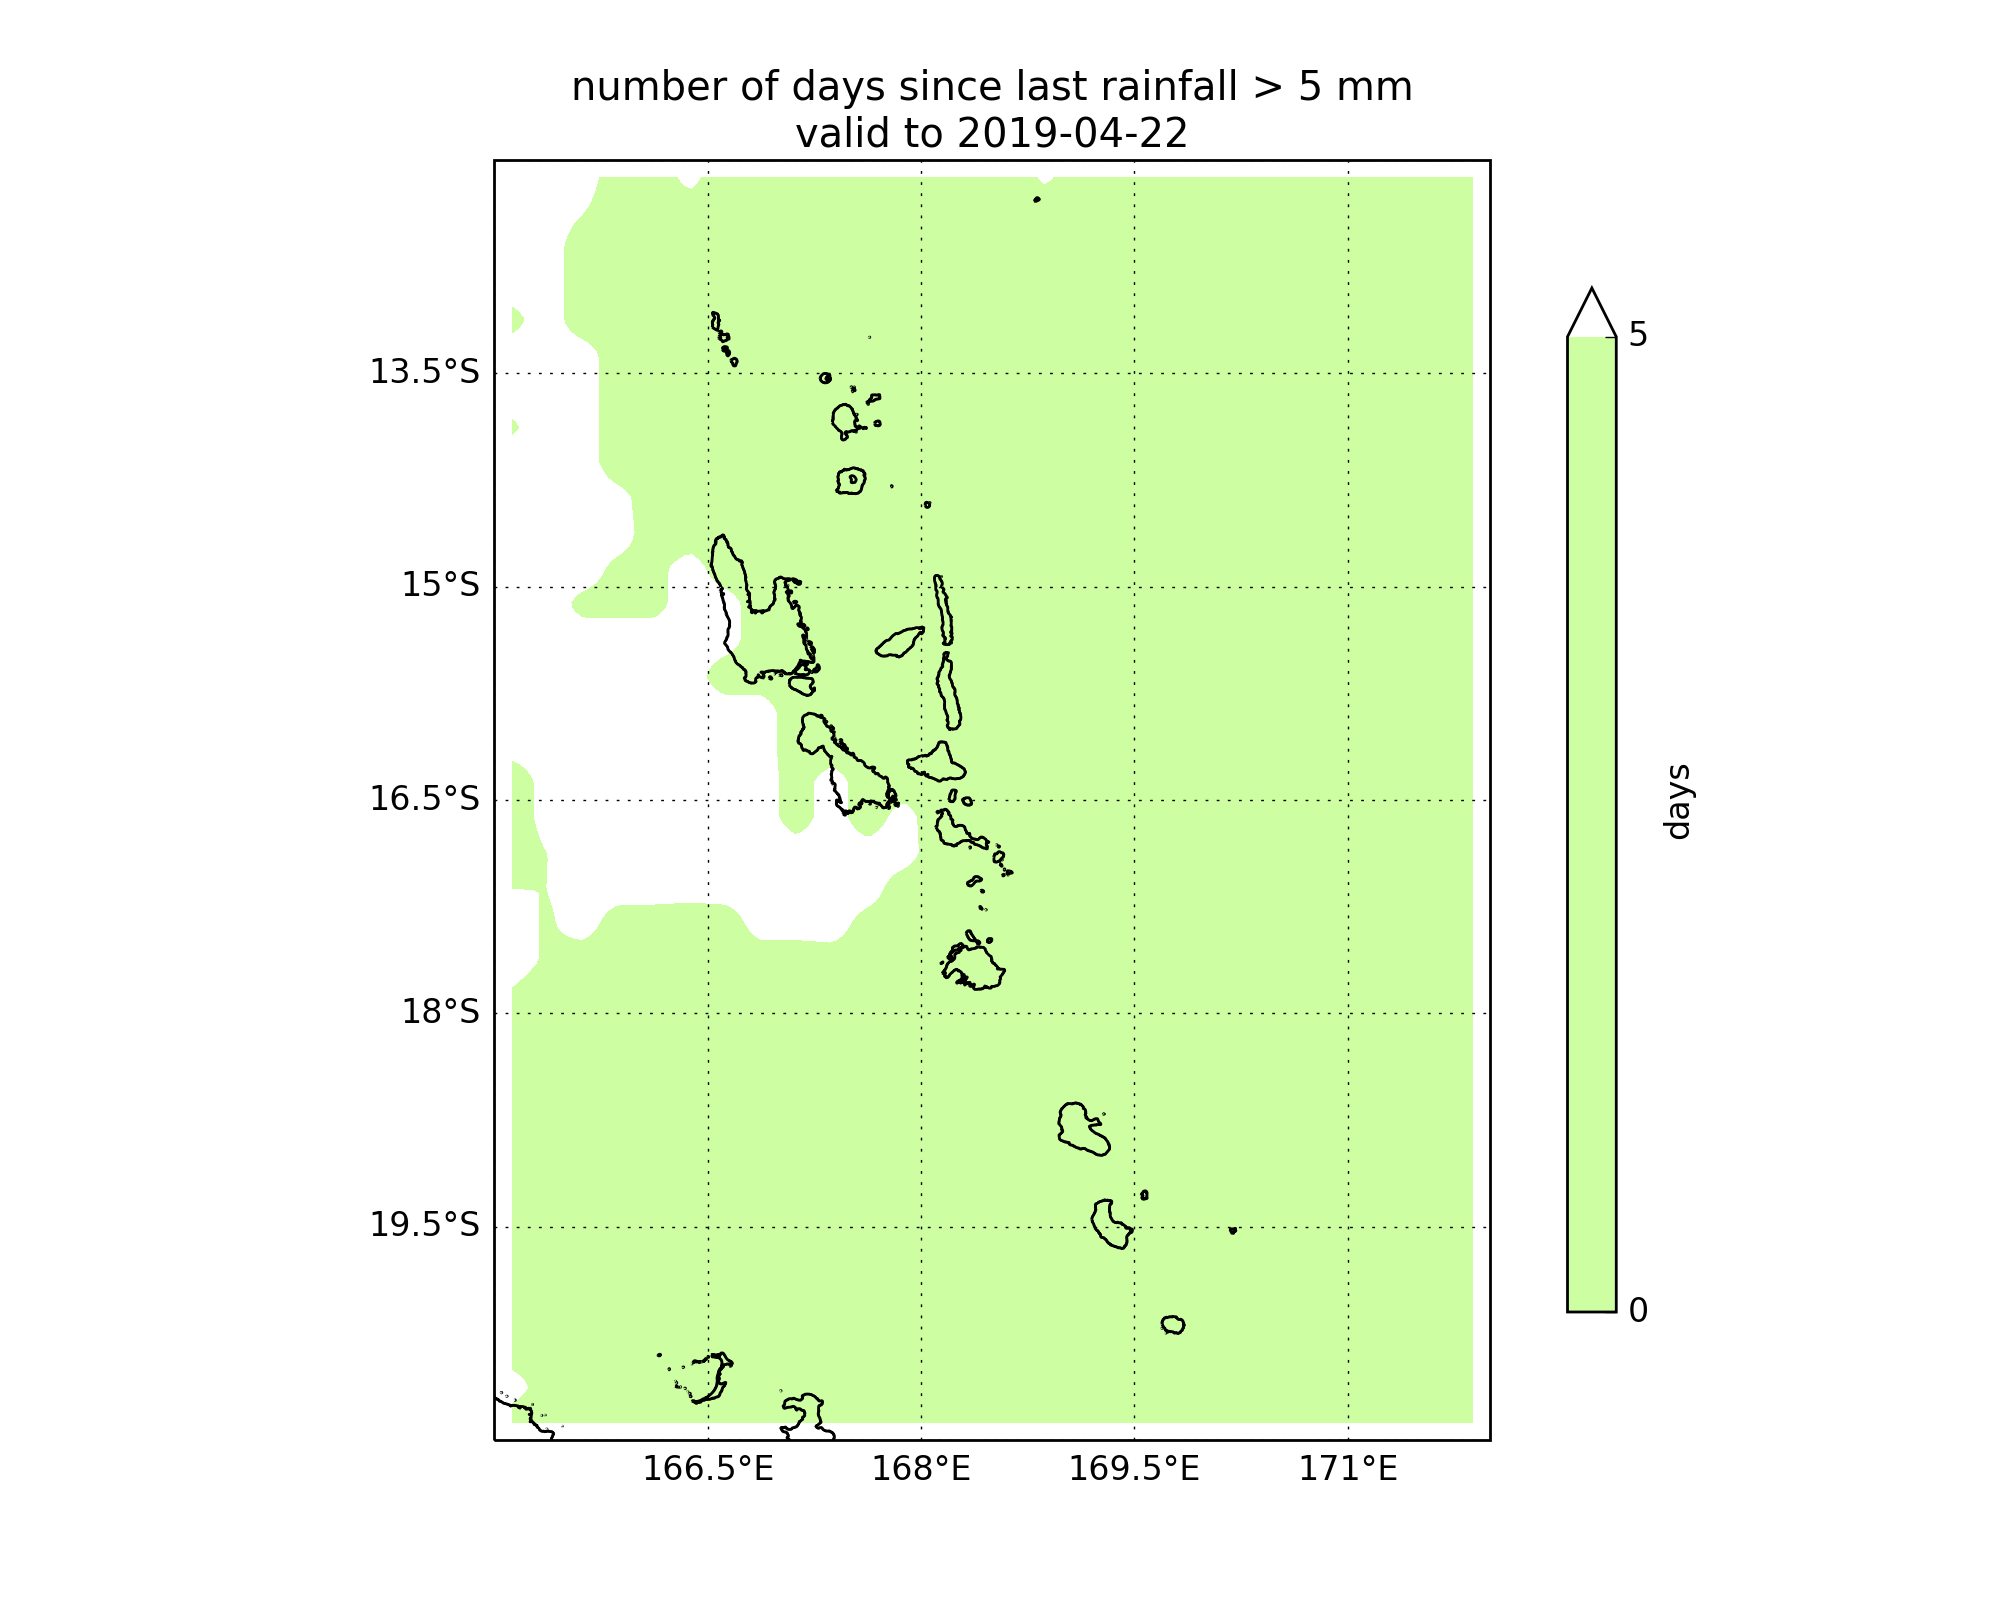 number of days since last rainfall > 5 mm
valid to 2019-04-22
13.5°S
15°S
16.5°S
18°S
19.5°S
166.5°E
168°E
169.5°E
171°E
5
0
days